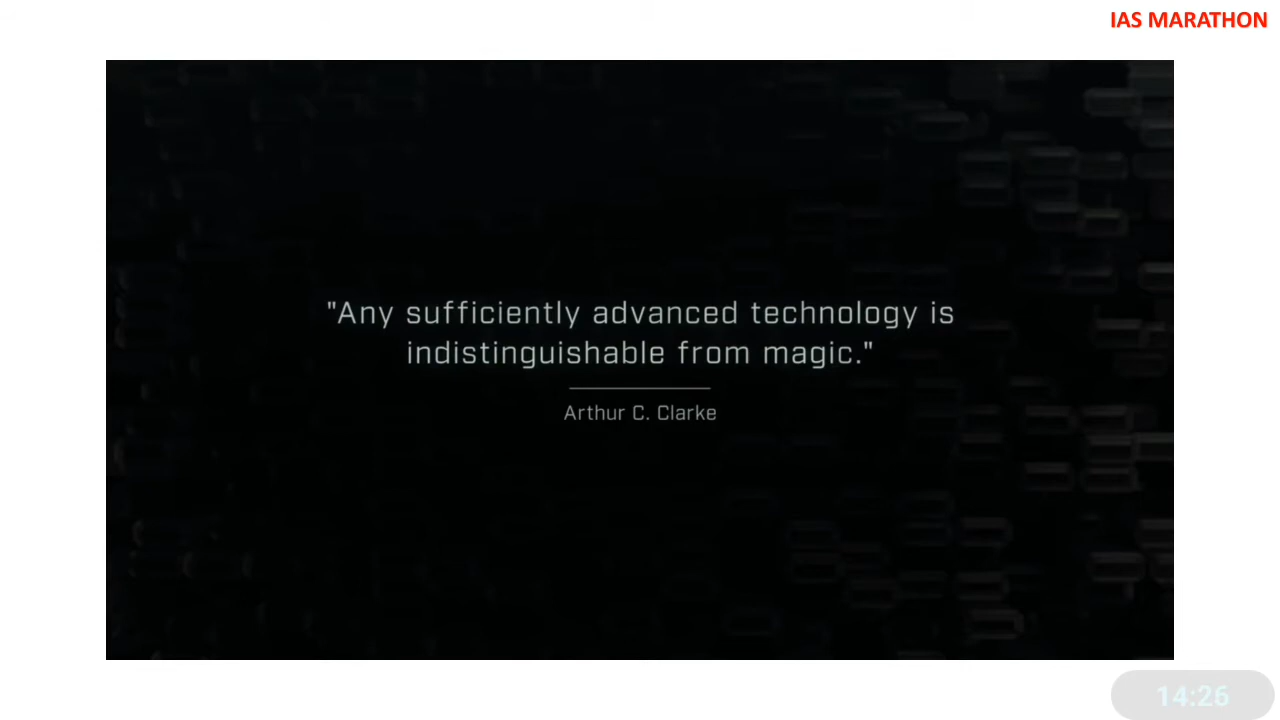 IAS MARATHON
"Any sufficiently advanced technology is
indistinguishable from magic."
Arthur C. Clarke
14:26